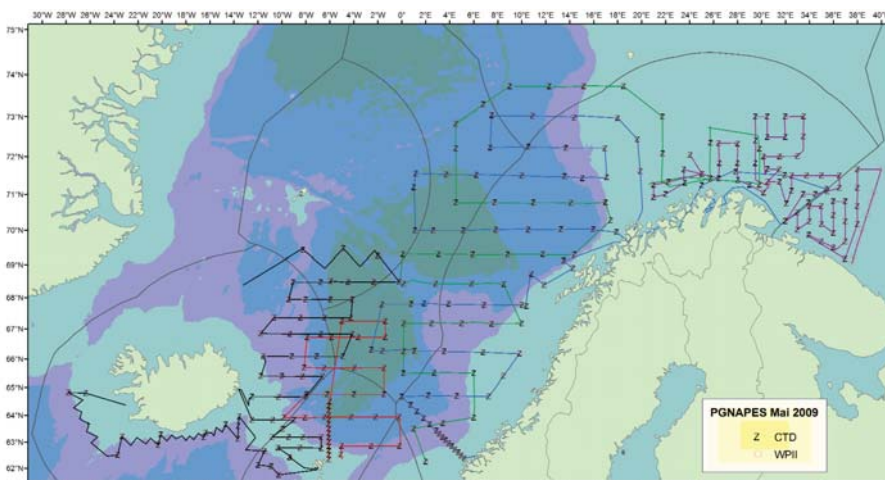 30°W 28°W 26°W 24°W 22°W 20°W 18°W 16°W 14°W 12°W 10°W 8°W 6°W 4°W 2°W 0° 2°E 4°E 6°E 8°E 10°E 12°E 14°E 16°E 18°E 20°E 22°E 24°E 26°E 28°E 30°E 32°E 34°E 36°E 38°E 40°E
75°N
74°N
73°N
72°N
71°N
70°N
69°N
68°N
67°N
66°N
65°N
64°N
63°N
62°N
PGNAPES Mai 2009
Z CTD
WPII